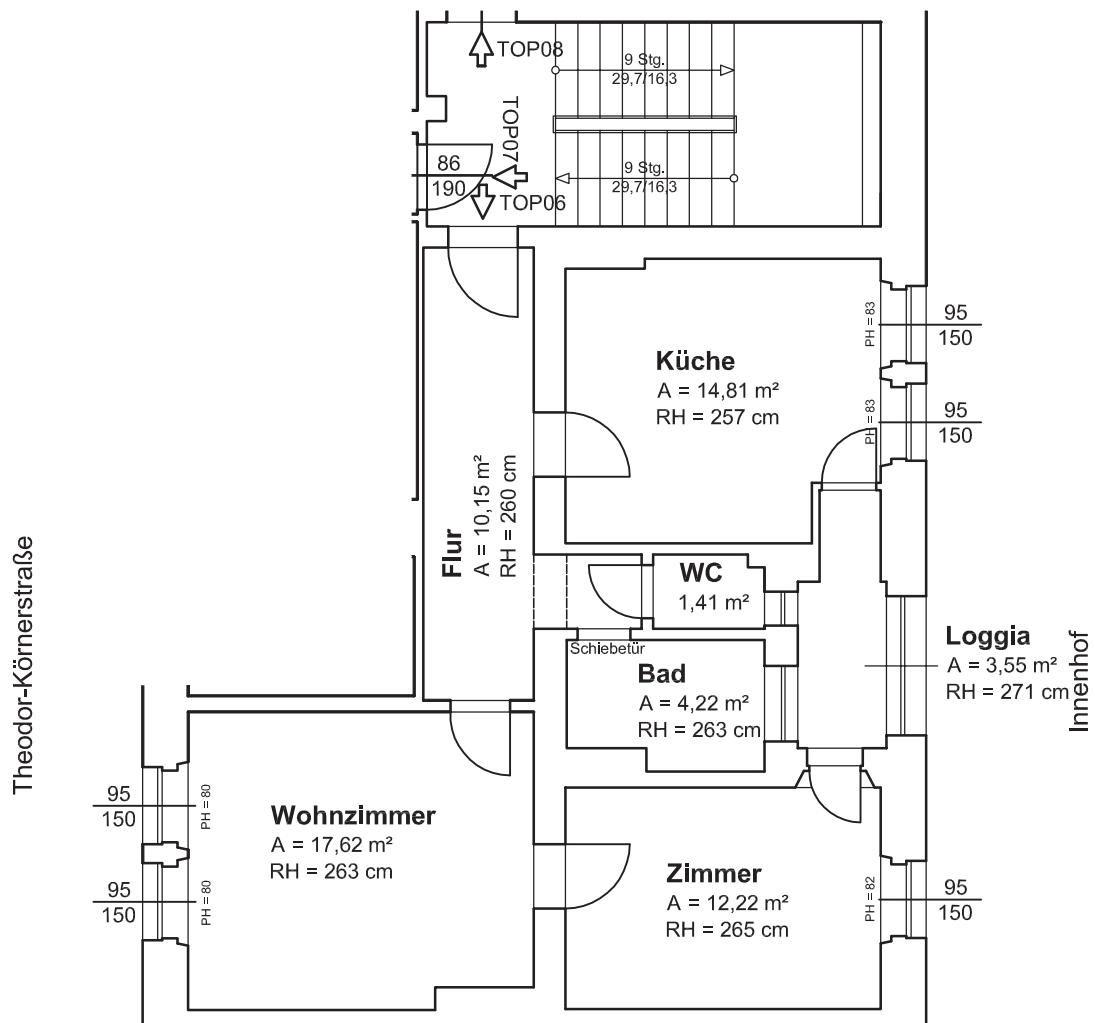 TOP08
9 Stg.
29,7/16,3
TOP07
86
190
TOP06
9 Stg.
29,7/16,3
Küche
A = 14,81 m²
RH = 257 cm
PH = 83
95
150
PH = 83
95
150
Flur
A = 10,15 m²
RH = 260 cm
WC
1,41 m²
Schiebetür
Bad
A = 4,22 m²
RH = 263 cm
Loggia
A = 3,55 m²
RH = 271 cm
Innenhof
Theodor-Körnerstraße
95
150
PH = 80
95
150
PH = 80
Wohnzimmer
A = 17,62 m²
RH = 263 cm
Zimmer
A = 12,22 m²
RH = 265 cm
PH = 82
95
150